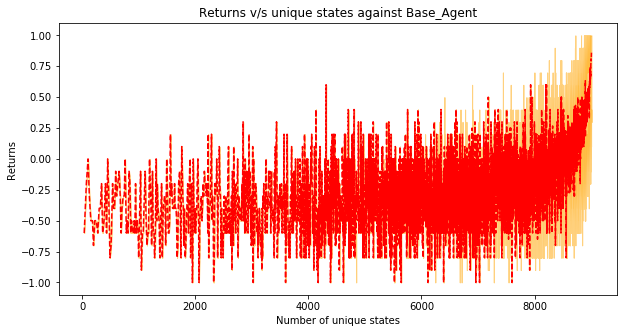 Returns v/s unique states against Base_Agent
1.00
0.75
0.50
0.25
0.00
−0.25
−0.50
−0.75
−1.00
Returns
0 2000 4000 6000 8000
Number of unique states